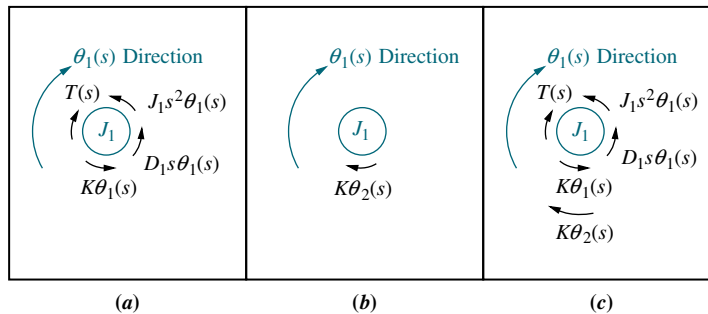 θ₁(s) Direction
T(s)
J₁s²θ₁(s)
J₁
D₁sθ₁(s)
Kθ₁(s)
(a)
θ₁(s) Direction
J₁
Kθ₂(s)
(b)
θ₁(s) Direction
T(s)
J₁s²θ₁(s)
J₁
D₁sθ₁(s)
Kθ₁(s)
Kθ₂(s)
(c)